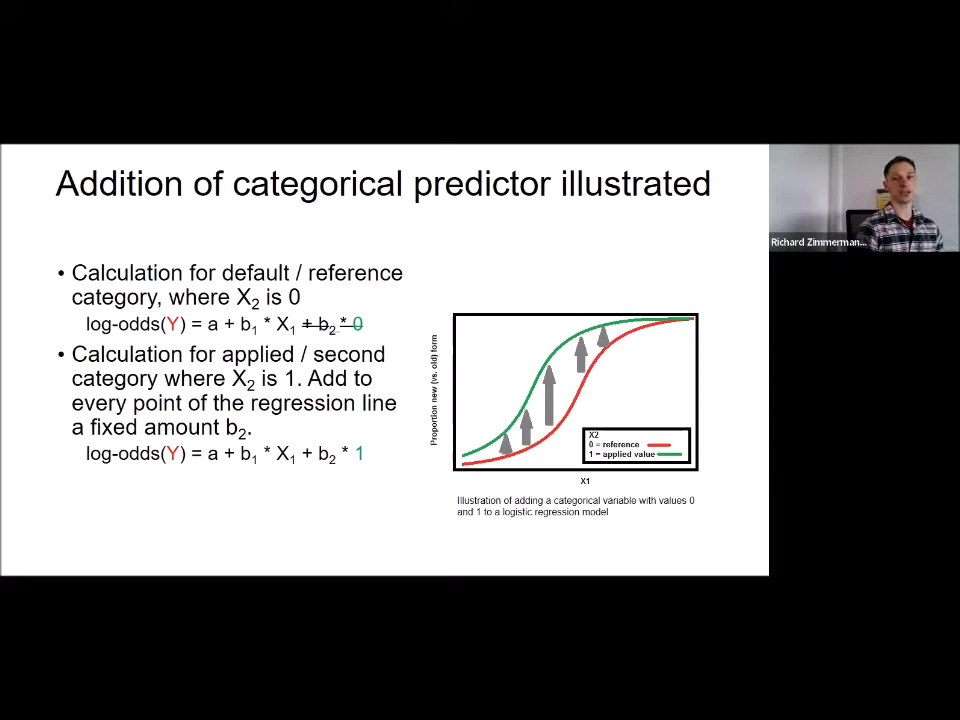 Addition of categorical predictor illustrated
• Calculation for default / reference
category, where X₂ is 0
log-odds(Y) = a + b₁ * X₁ + b₂ * 0
• Calculation for applied / second
category where X₂ is 1. Add to
every point of the regression line
a fixed amount b₂.
log-odds(Y) = a + b₁ * X₁ + b₂ * 1
Proportion new (vs. old) form
X2
0 = reference
1 = applied value
X1
Illustration of adding a categorical variable with values 0
and 1 to a logistic regression model
Richard Zimmerman...